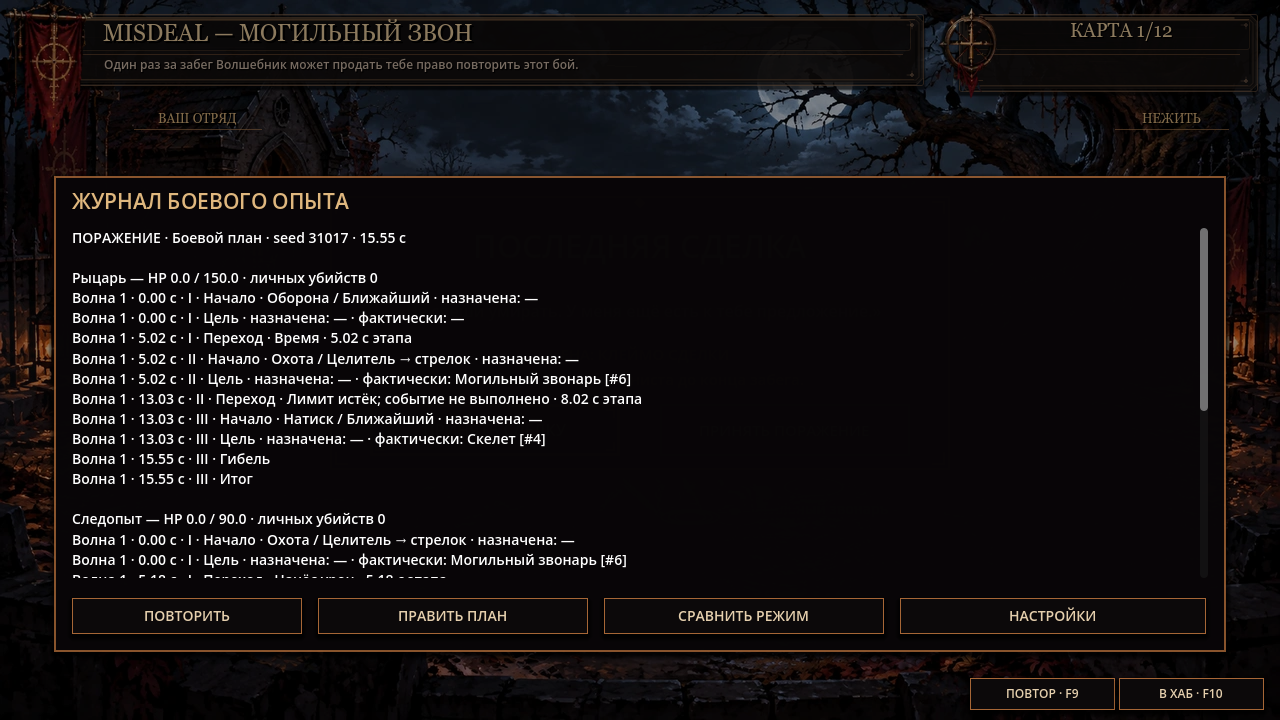 MISDEAL — МОГИЛЬНЫЙ ЗВОН
Один раз за забег Волшебник может продать тебе право повторить этот бой.
КАРТА 1/12
ВАШ ОТРЯД
НЕЖИТЬ
ПОСЛЕДНЯЯ СДЕЛКА
ЖУРНАЛ БОЕВОГО ОПЫТА
ПОРАЖЕНИЕ · Боевой план · seed 31017 · 15.55 с
Рыцарь — HP 0.0 / 150.0 · личных убийств 0
Волна 1 · 0.00 с · I · Начало · Оборона / Ближайший · назначена: —
Волна 1 · 0.00 с · I · Цель · назначена: — · фактически: —
Волна 1 · 5.02 с · I · Переход · Время · 5.02 с этапа
Волна 1 · 5.02 с · II · Начало · Охота / Целитель → стрелок · назначена: —
Волна 1 · 5.02 с · II · Цель · назначена: — · фактически: Могильный звонарь [#6]
Волна 1 · 13.03 с · II · Переход · Лимит истёк; событие не выполнено · 8.02 с этапа
Волна 1 · 13.03 с · III · Начало · Натиск / Ближайший · назначена: —
Волна 1 · 13.03 с · III · Цель · назначена: — · фактически: Скелет [#4]
Волна 1 · 15.55 с · III · Гибель
Волна 1 · 15.55 с · III · Итог
Следопыт — HP 0.0 / 90.0 · личных убийств 0
Волна 1 · 0.00 с · I · Начало · Охота / Целитель → стрелок · назначена: —
Волна 1 · 0.00 с · I · Цель · назначена: — · фактически: Могильный звонарь [#6]
ПОВТОРИТЬ
ПРАВИТЬ ПЛАН
СРАВНИТЬ РЕЖИМ
НАСТРОЙКИ
ПОВТОР · F9
В ХАБ · F10